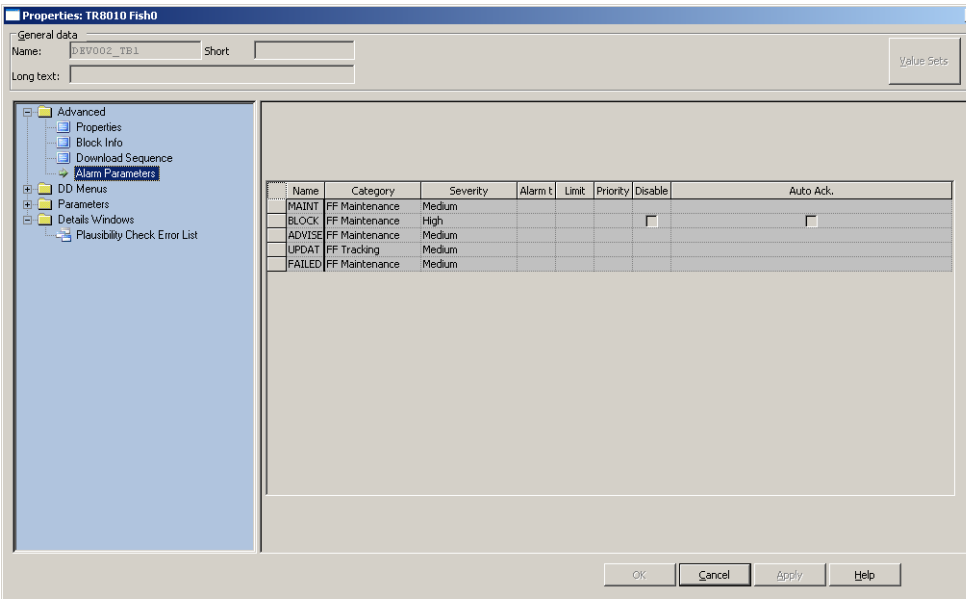 Properties: TR8010 Fish0
General data
Name: DEV002_TB1 Short
Long text:
Value Sets
Advanced
Properties
Block Info
Download Sequence
Alarm Parameters
DD Menus
Parameters
Details Windows
Plausibility Check Error List
Name Category Severity Alarm t Limit Priority Disable Auto Ack.
MAINT FF Maintenance Medium
BLOCK FF Maintenance High
ADVISE FF Maintenance Medium
UPDAT FF Tracking Medium
FAILED FF Maintenance Medium
OK Cancel Apply Help